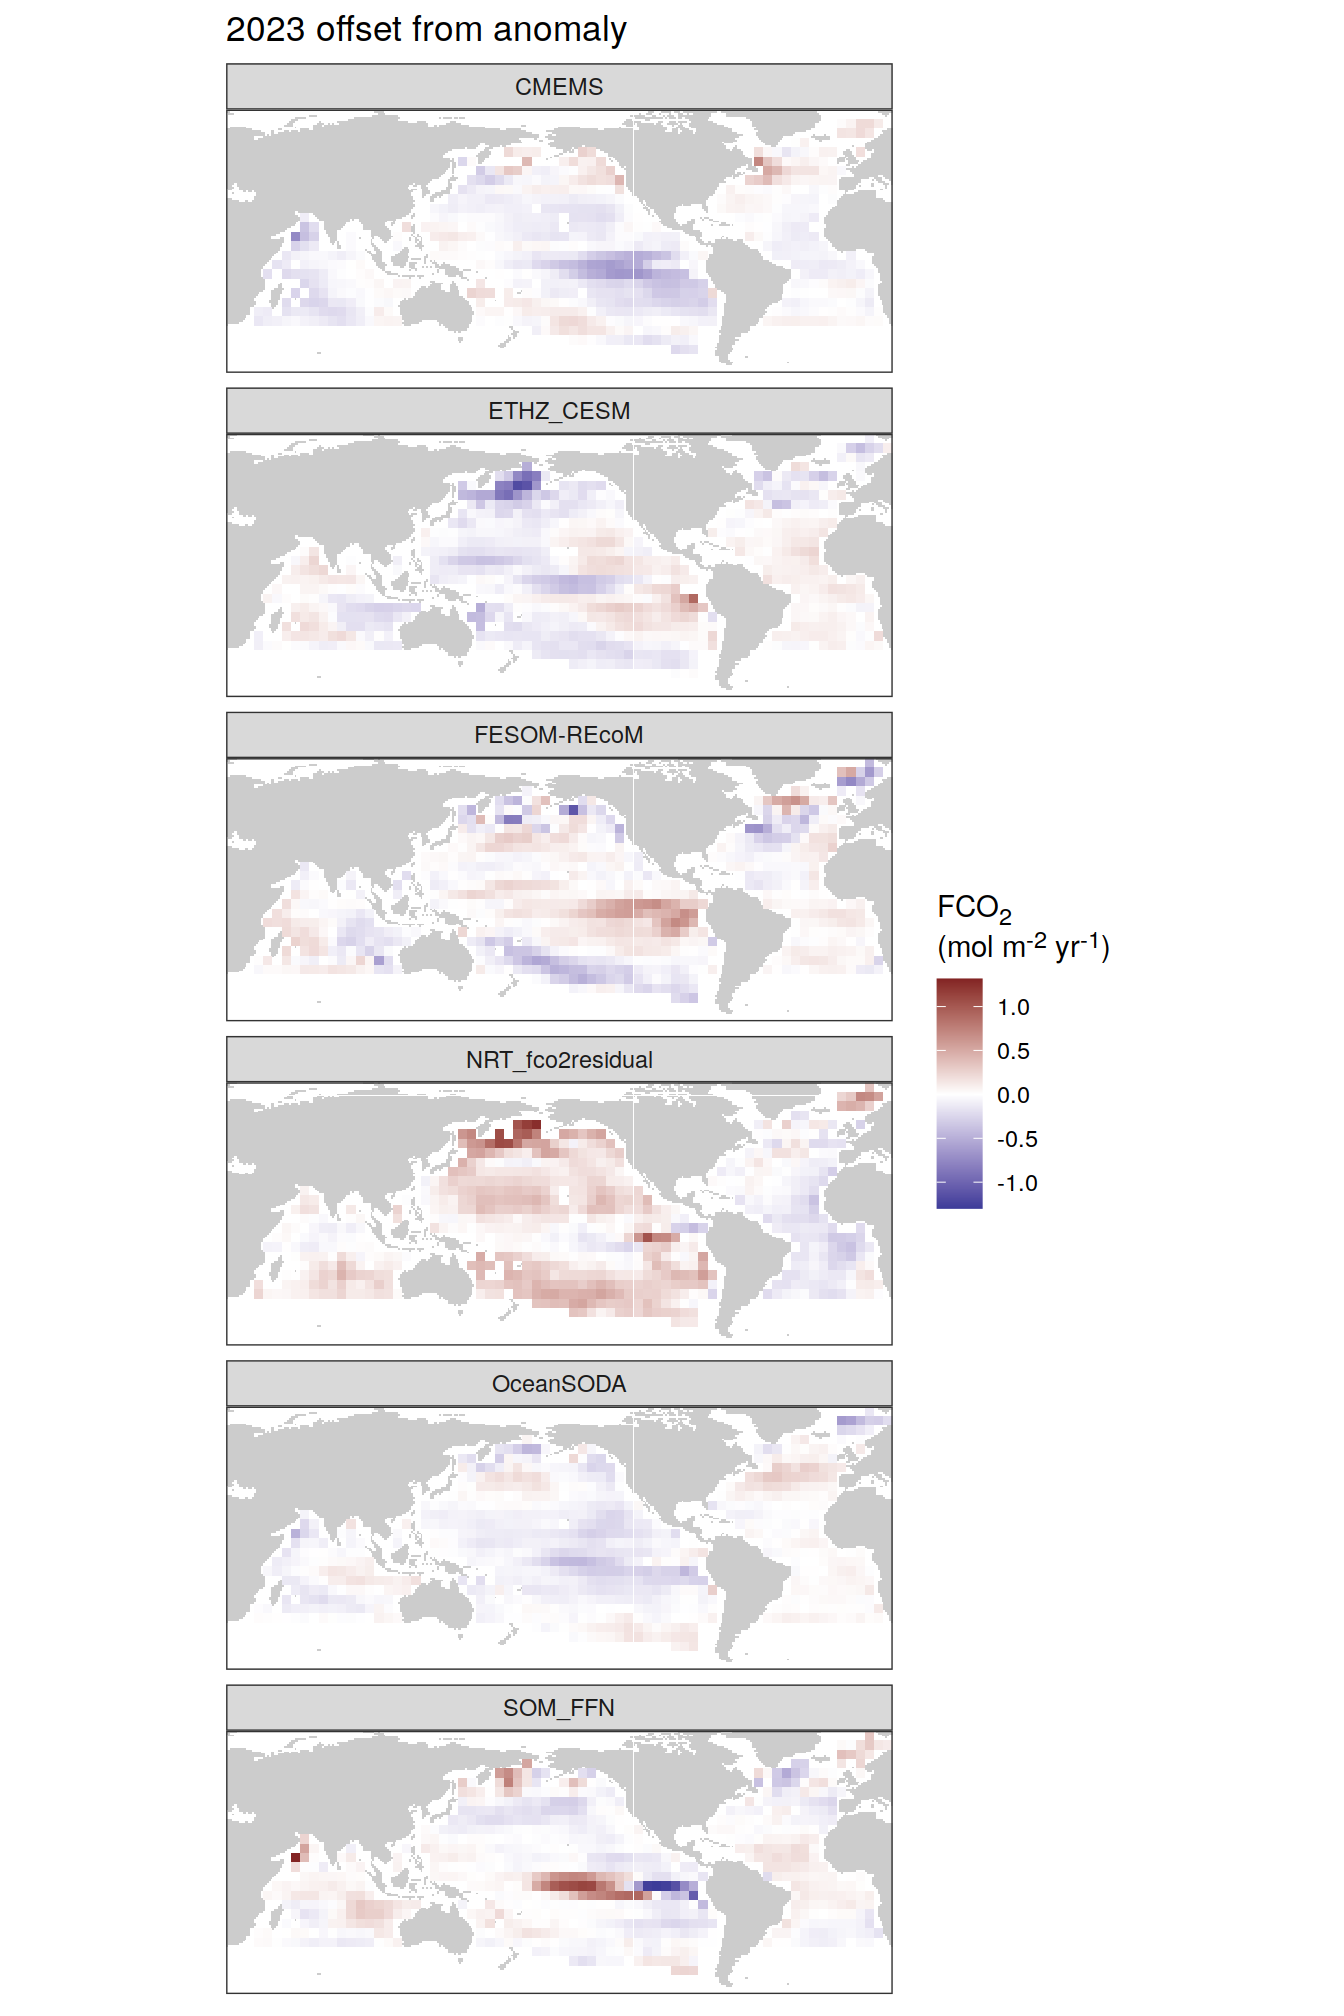 2023 offset from anomaly
CMEMS
ETHZ_CESM
FESOM-REcoM
NRT_fco2residual
OceanSODA
SOM_FFN
FCO₂
(mol m⁻² yr⁻¹)
1.0
0.5
0.0
-0.5
-1.0